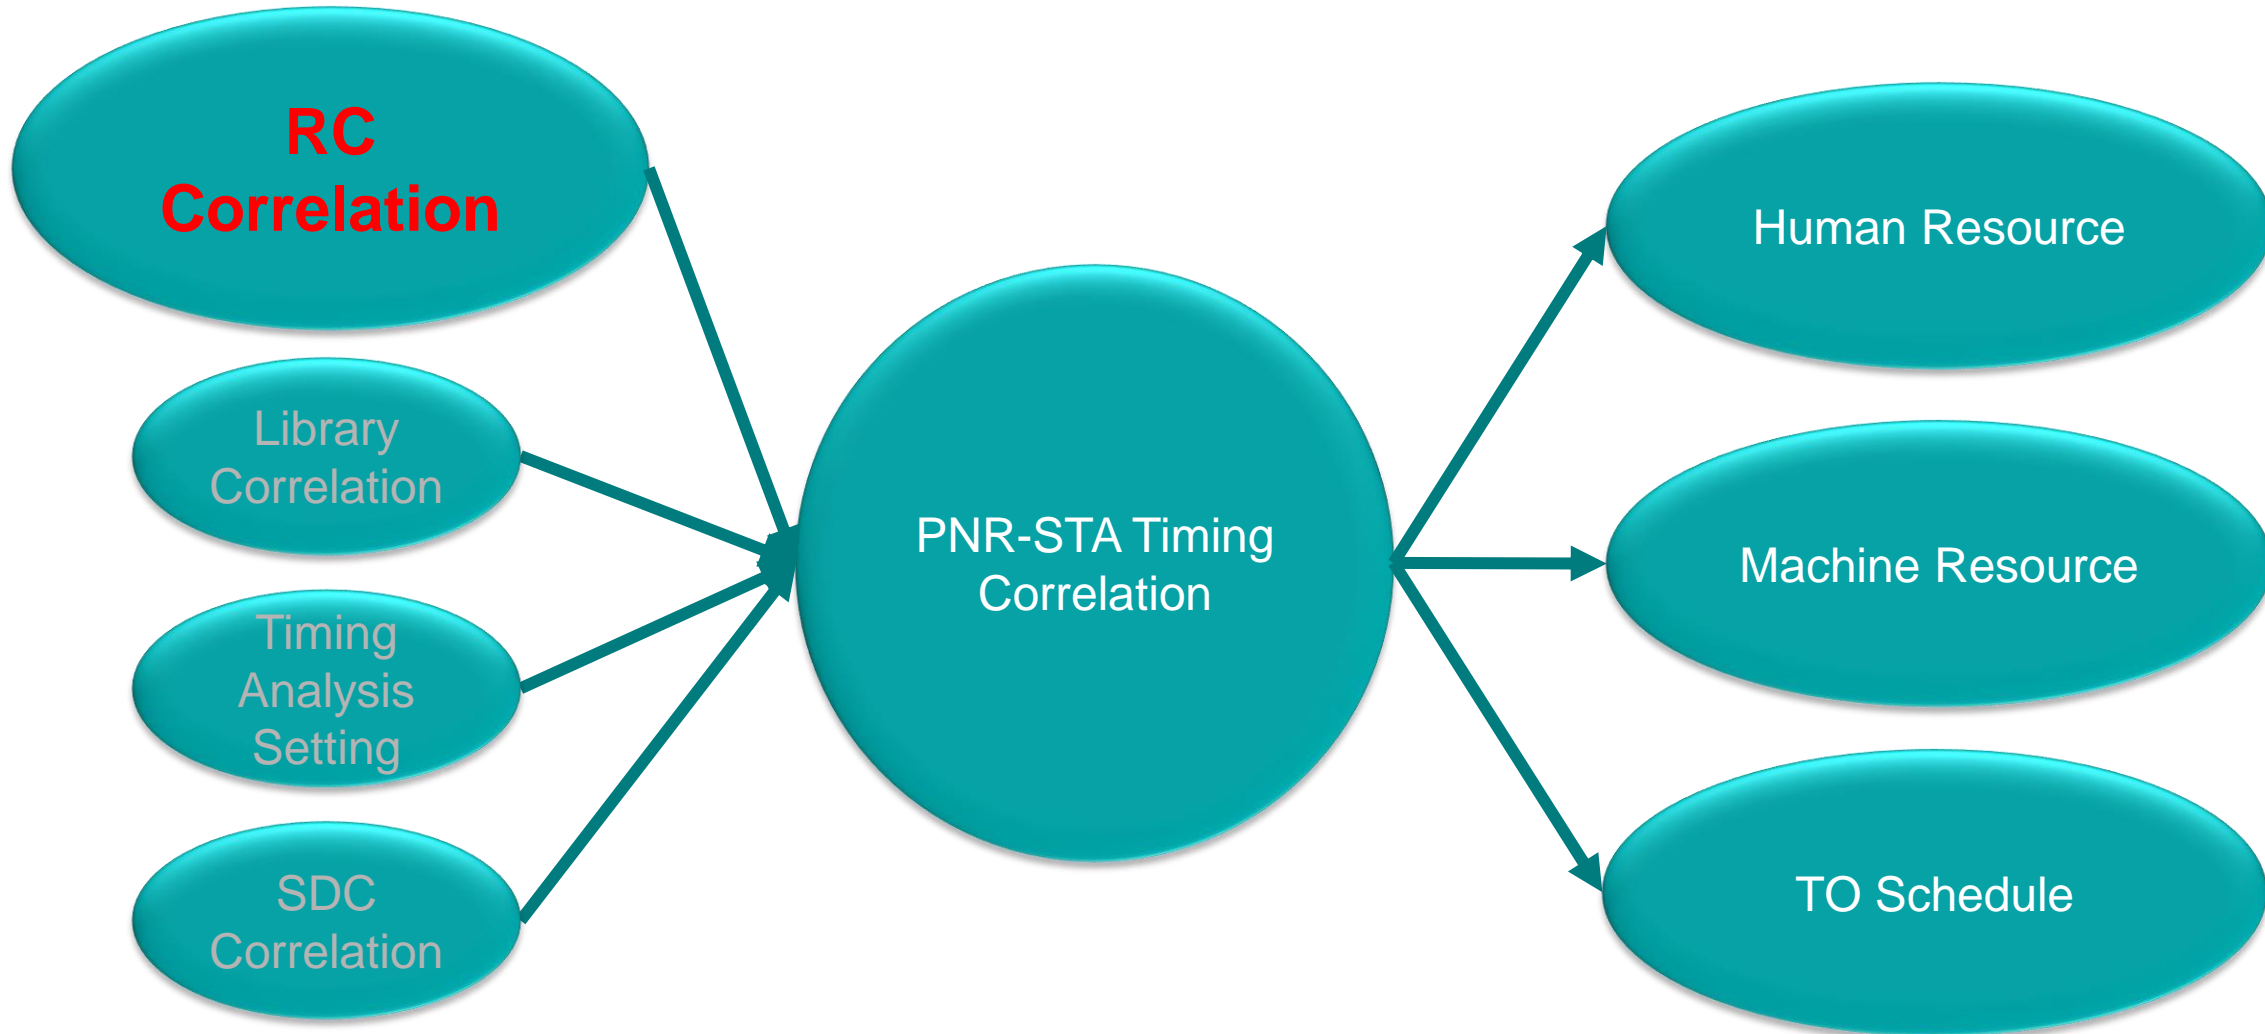 RC
Correlation
Library
Correlation
Timing
Analysis
Setting
SDC
Correlation
PNR-STA Timing
Correlation
Human Resource
Machine Resource
TO Schedule